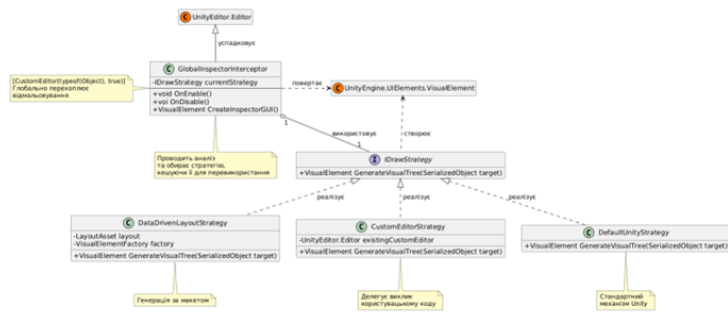 C UnityEditor.Editor
успадковує
C GlobalInspectorInterceptor
-IDrawStrategy currentStrategy
+void OnEnable()
+voi OnDisable()
+VisualElement CreateInspectorGUI()
[CustomEditor(typeof(Object), true)]
Глобально перехоплює
відмальовування
повертає
C UnityEngine.UIElements.VisualElement
Проводить аналіз
та обирає стратегію,
кешуючи її для перевикористання
1
використовує
1
створює
I IDrawStrategy
+VisualElement GenerateVisualTree(SerializedObject target)
реалізує
реалізує
реалізує
C DataDrivenLayoutStrategy
-LayoutAsset layout
-VisualElementFactory factory
+VisualElement GenerateVisualTree(SerializedObject target)
C CustomEditorStrategy
-UnityEditor.Editor existingCustomEditor
+VisualElement GenerateVisualTree(SerializedObject target)
C DefaultUnityStrategy
+VisualElement GenerateVisualTree(SerializedObject target)
Генерація за макетом
Делегує виклик
користувацькому коду
Стандартний
механізм Unity